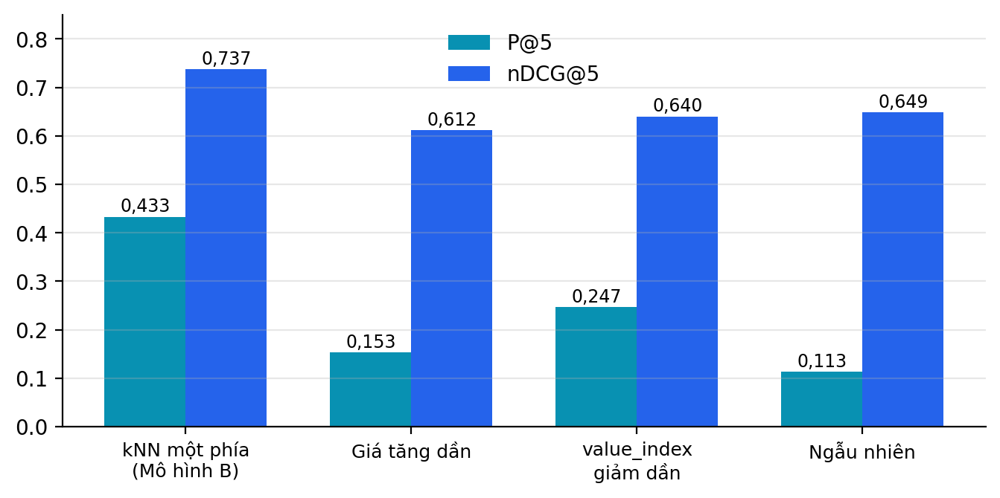 P@5
nDCG@5
0.8
0.7
0.6
0.5
0.4
0.3
0.2
0.1
0.0
0,433
0,737
0,153
0,612
0,247
0,640
0,113
0,649
kNN một phía
(Mô hình B)
Giá tăng dần
value_index
giảm dần
Ngẫu nhiên